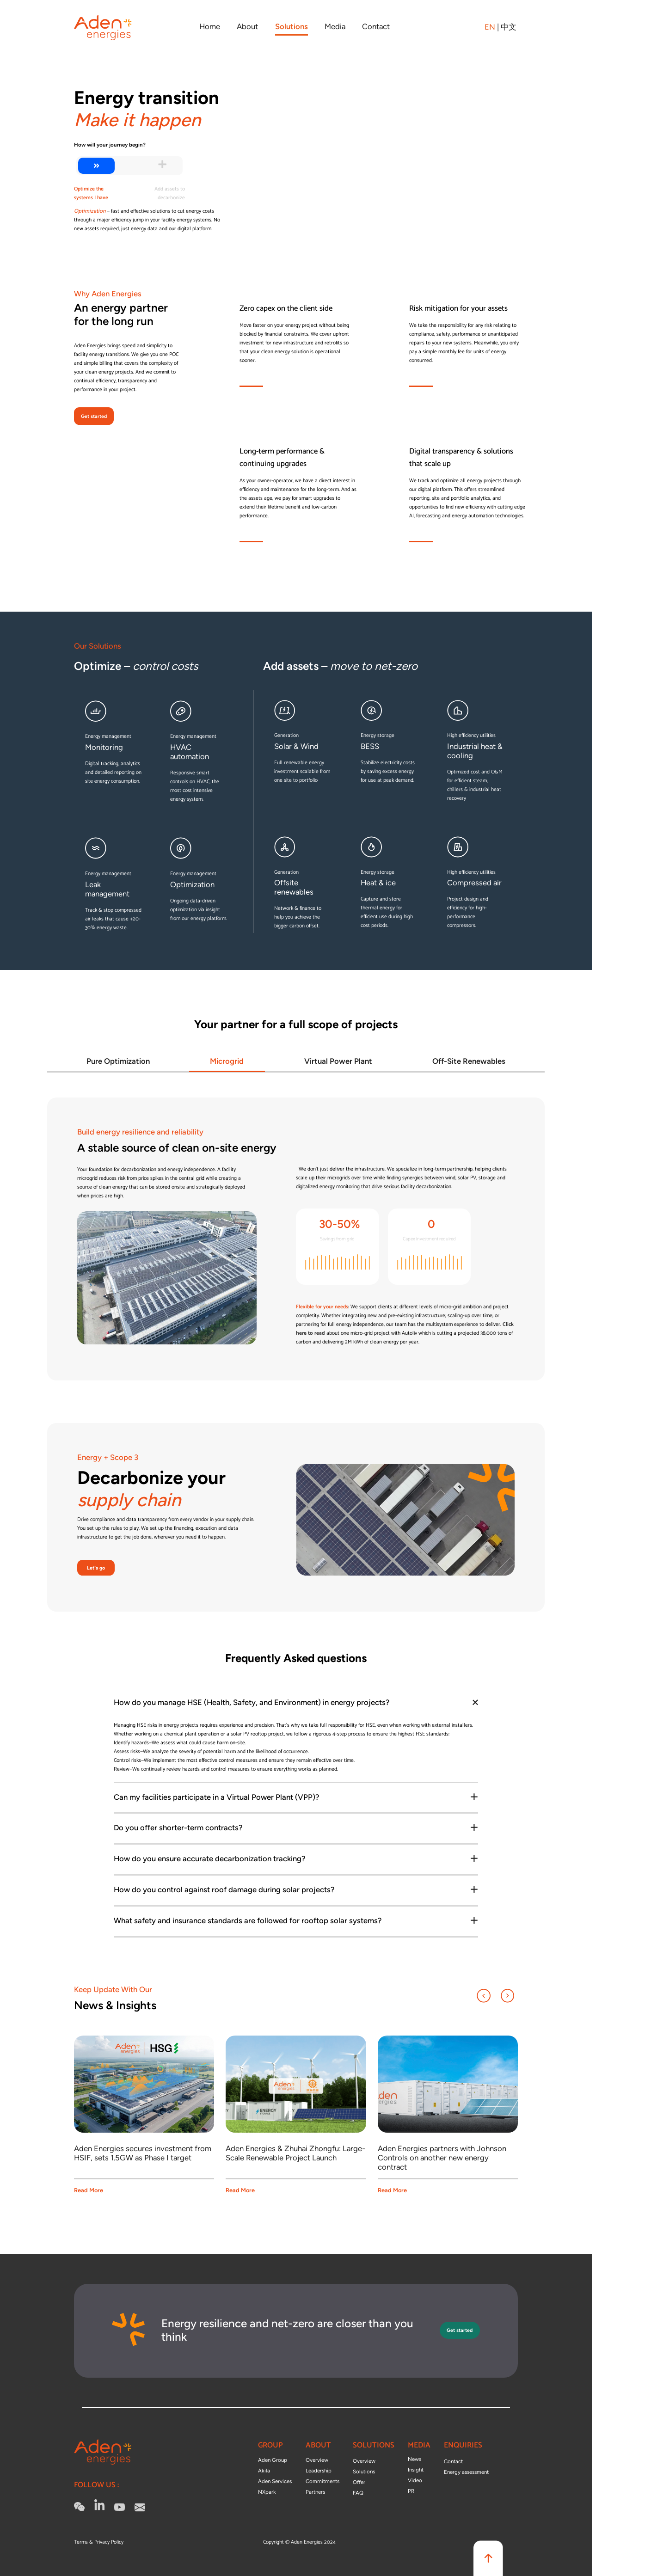 Aden
energies
Home
About
Solutions
Media
Contact
EN | 中文
Energy transition
Make it happen
How will your journey begin?
Optimize the
systems I have
Add assets to
decarbonize
Optimization – fast and effective solutions to cut energy costs
through a major efficiency jump in your facility energy systems. No
new assets required, just energy data and our digital platform.
Why Aden Energies
An energy partner
for the long run
Aden Energies brings speed and simplicity to
facility energy transitions. We give you one POC
and simple billing that covers the complexity of
your clean energy projects. And we commit to
continual efficiency, transparency and
performance in your project.
Get started
Zero capex on the client side
Move faster on your energy project without being
blocked by financial constraints. We cover upfront
investment for new infrastructure and retrofits so
that your clean energy solution is operational
sooner.
Risk mitigation for your assets
We take the responsibility for any risk relating to
compliance, safety, performance or unanticipated
repairs to your new systems. Meanwhile, you only
pay a simple monthly fee for units of energy
consumed.
Long-term performance &
continuing upgrades
As your owner-operator, we have a direct interest in
efficiency and maintenance for the long-term. And as
the assets age, we pay for smart upgrades to
extend their lifetime benefit and low-carbon
performance.
Digital transparency & solutions
that scale up
We track and optimize all energy projects through
our digital platform. This offers streamlined
reporting, site and portfolio analytics, and
opportunities to find new efficiency with cutting edge
AI, forecasting and energy automation technologies.
Our Solutions
Optimize – control costs
Add assets – move to net-zero
Energy management
Monitoring
Digital tracking, analytics
and detailed reporting on
site energy consumption.
Energy management
HVAC
automation
Responsive smart
controls on HVAC, the
most cost intensive
energy system.
Generation
Solar & Wind
Full renewable energy
investment scalable from
one site to portfolio
Energy storage
BESS
Stabilize electricity costs
by saving excess energy
for use at peak demand.
High efficiency utilities
Industrial heat &
cooling
Optimized cost and O&M
for efficient steam,
chillers & industrial heat
recovery
Energy management
Leak
management
Track & stop compressed
air leaks that cause +20-
30% energy waste.
Energy management
Optimization
Ongoing data-driven
optimization via insight
from our energy platform.
Generation
Offsite
renewables
Network & finance to
help you achieve the
bigger carbon offset.
Energy storage
Heat & ice
Capture and store
thermal energy for
efficient use during high
cost periods.
High efficiency utilities
Compressed air
Project design and
efficiency for high-
performance
compressors.
Your partner for a full scope of projects
Pure Optimization
Microgrid
Virtual Power Plant
Off-Site Renewables
Build energy resilience and reliability
A stable source of clean on-site energy
Your foundation for decarbonization and energy independence. A facility
microgrid reduces risk from price spikes in the central grid while creating a
source of clean energy that can be stored onsite and strategically deployed
when prices are high.
We don't just deliver the infrastructure. We specialize in long-term partnership, helping clients
scale up their microgrids over time while finding synergies between wind, solar PV, storage and
digitalized energy monitoring that drive serious facility decarbonization.
30-50%
Savings from grid
0
Capex investment required
Flexible for your needs: We support clients at different levels of micro-grid ambition and project
completity. Whether integrating new and pre-existing infrastructure; scaling-up over time; or
partnering for full energy independence, our team has the multisystem experience to deliver. Click
here to read about one micro-grid project with Autoliv which is cutting a projected 38,000 tons of
carbon and delivering 2M kWh of clean energy per year.
Energy + Scope 3
Decarbonize your
supply chain
Drive compliance and data transparency from every vendor in your supply chain.
You set up the rules to play. We set up the financing, execution and data
infrastructure to get the job done, wherever you need it to happen.
Let's go
Frequently Asked questions
How do you manage HSE (Health, Safety, and Environment) in energy projects?
Managing HSE risks in energy projects requires experience and precision. That's why we take full responsibility for HSE, even when working with external installers.
Whether working on a chemical plant operation or a solar PV rooftop project, we follow a rigorous 4-step process to ensure the highest HSE standards:
Identify hazards–We assess what could cause harm on-site.
Assess risks–We analyze the severity of potential harm and the likelihood of occurrence.
Control risks–We implement the most effective control measures and ensure they remain effective over time.
Review–We continually review hazards and control measures to ensure everything works as planned.
Can my facilities participate in a Virtual Power Plant (VPP)?
Do you offer shorter-term contracts?
How do you ensure accurate decarbonization tracking?
How do you control against roof damage during solar projects?
What safety and insurance standards are followed for rooftop solar systems?
Keep Update With Our
News & Insights
Aden energies HSG
Aden Energies secures investment from
HSIF, sets 1.5GW as Phase I target
Read More
Aden Energies & Zhuhai Zhongfu: Large-
Scale Renewable Project Launch
Read More
Aden Energies partners with Johnson
Controls on another new energy
contract
Read More
Energy resilience and net-zero are closer than you
think
Get started
Aden
energies
FOLLOW US :
GROUP
Aden Group
Akila
Aden Services
NXpark
ABOUT
Overview
Leadership
Commitments
Partners
SOLUTIONS
Overview
Solutions
Offer
FAQ
MEDIA
News
Insight
Video
PR
ENQUIRIES
Contact
Energy assessment
Terms & Privacy Policy
Copyright © Aden Energies 2024